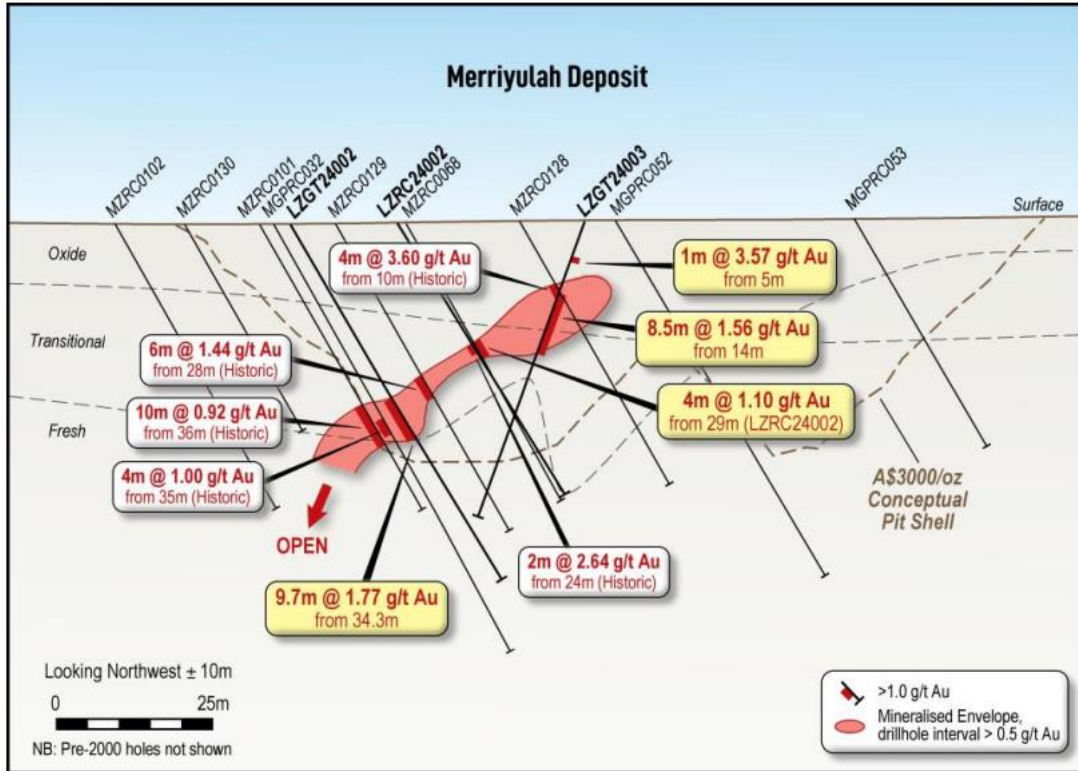 Merriyulah Deposit
MZRC0102
MZRC0130
MZRC0101
MGPRC032
LZGT24002
MZRC0129
LZRC24002
MZRC0068
MZRC0128
LZGT24003
MGPRC052
MGPRC053
Surface
Oxide
4m @ 3.60 g/t Au
from 10m (Historic)
1m @ 3.57 g/t Au
from 5m
Transitional
8.5m @ 1.56 g/t Au
from 14m
6m @ 1.44 g/t Au
from 28m (Historic)
4m @ 1.10 g/t Au
from 29m (LZRC24002)
10m @ 0.92 g/t Au
from 36m (Historic)
Fresh
4m @ 1.00 g/t Au
from 35m (Historic)
A$3000/oz
Conceptual
Pit Shell
OPEN
2m @ 2.64 g/t Au
from 24m (Historic)
9.7m @ 1.77 g/t Au
from 34.3m
Looking Northwest ± 10m
0 25m
NB: Pre-2000 holes not shown
>1.0 g/t Au
Mineralised Envelope,
drillhole interval > 0.5 g/t Au